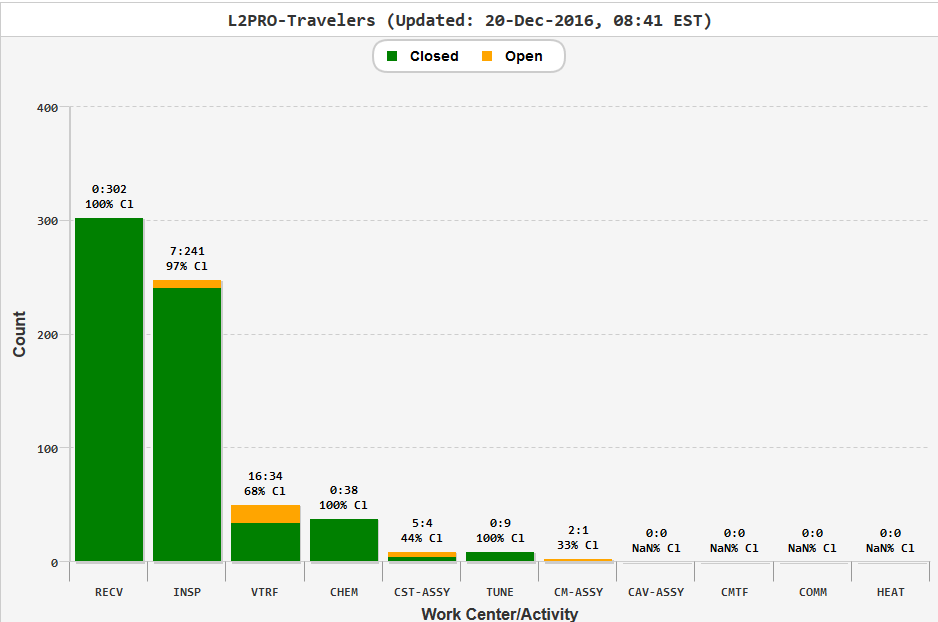 L2PRO-Travelers (Updated: 20-Dec-2016, 08:41 EST)
Closed Open
400
300
200
100
0
Count
0:302
100% Cl
7:241
97% Cl
16:34
68% Cl
0:38
100% Cl
5:4
44% Cl
0:9
100% Cl
2:1
33% Cl
0:0
NaN% Cl
0:0
NaN% Cl
0:0
NaN% Cl
0:0
NaN% Cl
RECV INSP VTRF CHEM CST-ASSY TUNE CM-ASSY CAV-ASSY CMTF COMM HEAT
Work Center/Activity